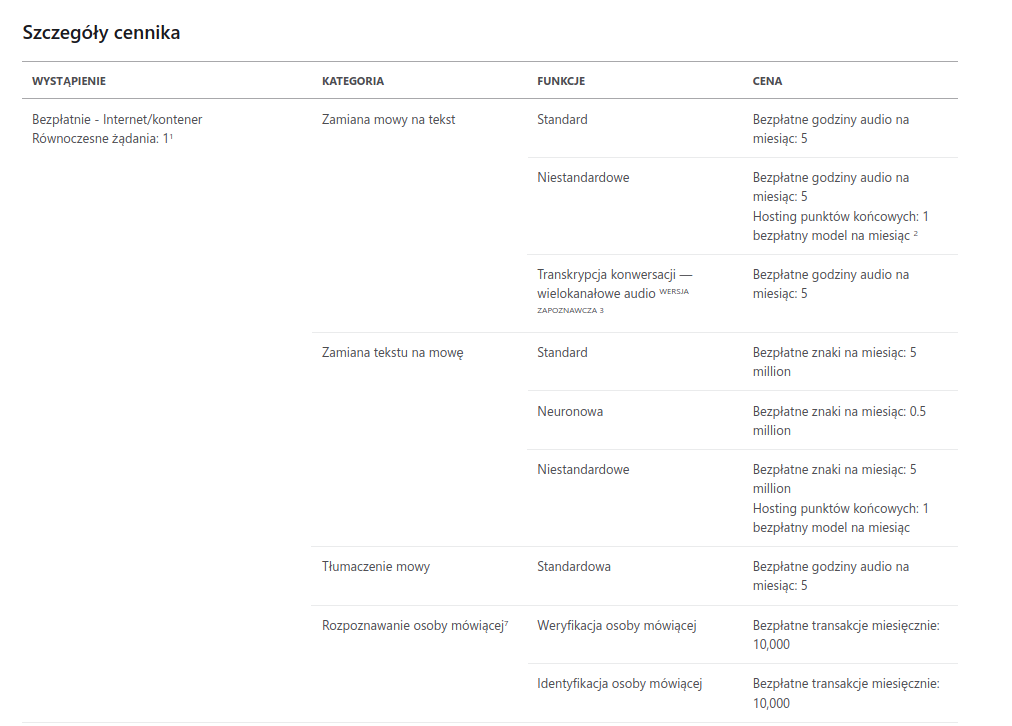 Szczegóły cennika
WYSTĄPIENIE KATEGORIA FUNKCJE CENA
Bezpłatnie - Internet/kontener
Równoczesne żądania: 1¹
Zamiana mowy na tekst
Standard
Bezpłatne godziny audio na
miesiąc: 5
Niestandardowe
Bezpłatne godziny audio na
miesiąc: 5
Hosting punktów końcowych: 1
bezpłatny model na miesiąc ²
Transkrypcja konwersacji —
wielokanałowe audio WERSJA
ZAPOZNAWCZA 3
Bezpłatne godziny audio na
miesiąc: 5
Zamiana tekstu na mowę
Standard
Bezpłatne znaki na miesiąc: 5
million
Neuronowa
Bezpłatne znaki na miesiąc: 0.5
million
Niestandardowe
Bezpłatne znaki na miesiąc: 5
million
Hosting punktów końcowych: 1
bezpłatny model na miesiąc
Tłumaczenie mowy
Standardowa
Bezpłatne godziny audio na
miesiąc: 5
Rozpoznawanie osoby mówiącej⁷
Weryfikacja osoby mówiącej
Bezpłatne transakcje miesięcznie:
10,000
Identyfikacja osoby mówiącej
Bezpłatne transakcje miesięcznie:
10,000